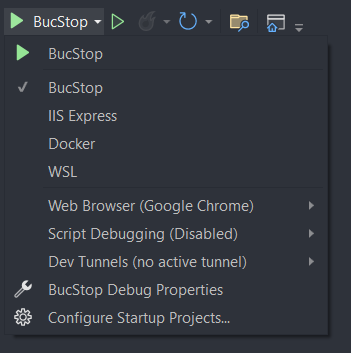 BucStop
BucStop
BucStop
IIS Express
Docker
WSL
Web Browser (Google Chrome)
Script Debugging (Disabled)
Dev Tunnels (no active tunnel)
BucStop Debug Properties
Configure Startup Projects...